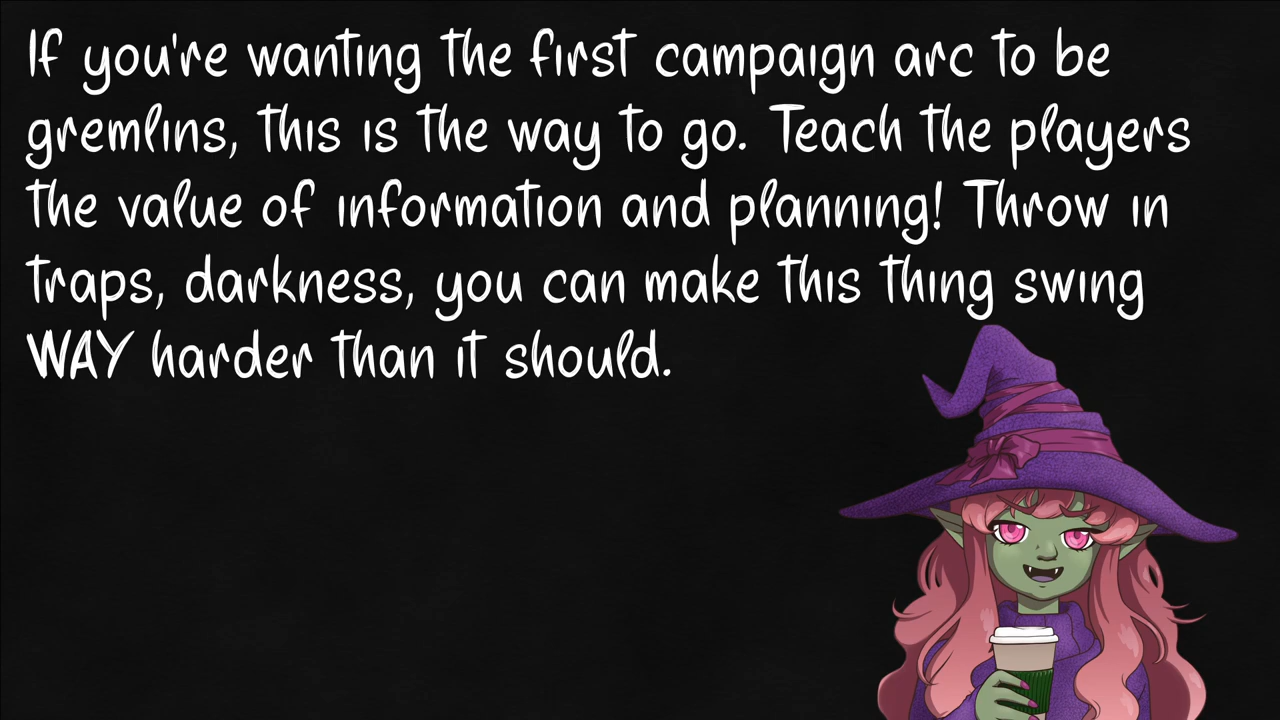 If you're wanting the first campaign arc to be
gremlins, this is the way to go. Teach the players
the value of information and planning! Throw in
traps, darkness, you can make this thing swing
WAY harder than it should.